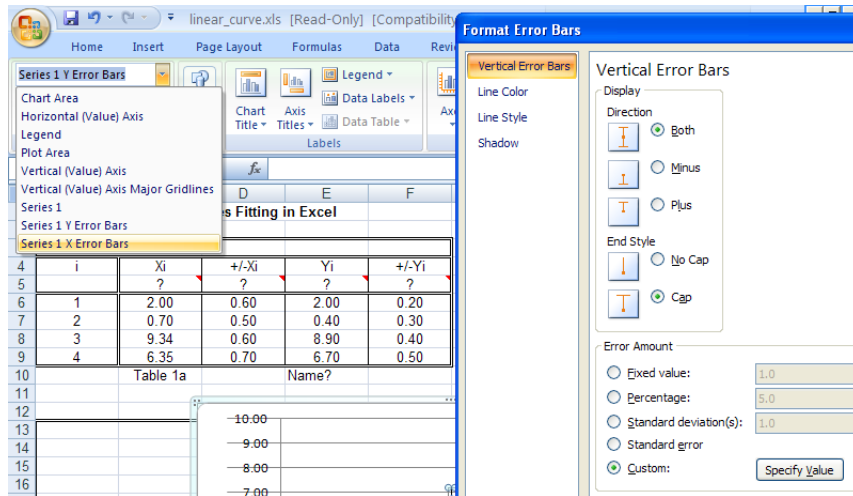 linear_curve.xls [Read-Only] [Compatibility
Home Insert Page Layout Formulas Data Revi
Series 1 Y Error Bars
Chart Area
Horizontal (Value) Axis
Legend
Plot Area
Vertical (Value) Axis
Vertical (Value) Axis Major Gridlines
Series 1
Series 1 Y Error Bars
Series 1 X Error Bars
Chart Title
Axis Titles
Legend
Data Labels
Data Table
Labels
Ax
fx
D E F
s Fitting in Excel
4 i Xi +/-Xi Yi +/-Yi
5 ? ? ? ?
6 1 2.00 0.60 2.00 0.20
7 2 0.70 0.50 0.40 0.30
8 3 9.34 0.60 8.90 0.40
9 4 6.35 0.70 6.70 0.50
10 Table 1a Name?
11
12
13
14
15
16
10.00
9.00
8.00
7.00
Format Error Bars
Vertical Error Bars
Line Color
Line Style
Shadow
Vertical Error Bars
Display
Direction
Both
Minus
Plus
End Style
No Cap
Cap
Error Amount
Fixed value: 1.0
Percentage: 5.0
Standard deviation(s): 1.0
Standard error
Custom: Specify Value